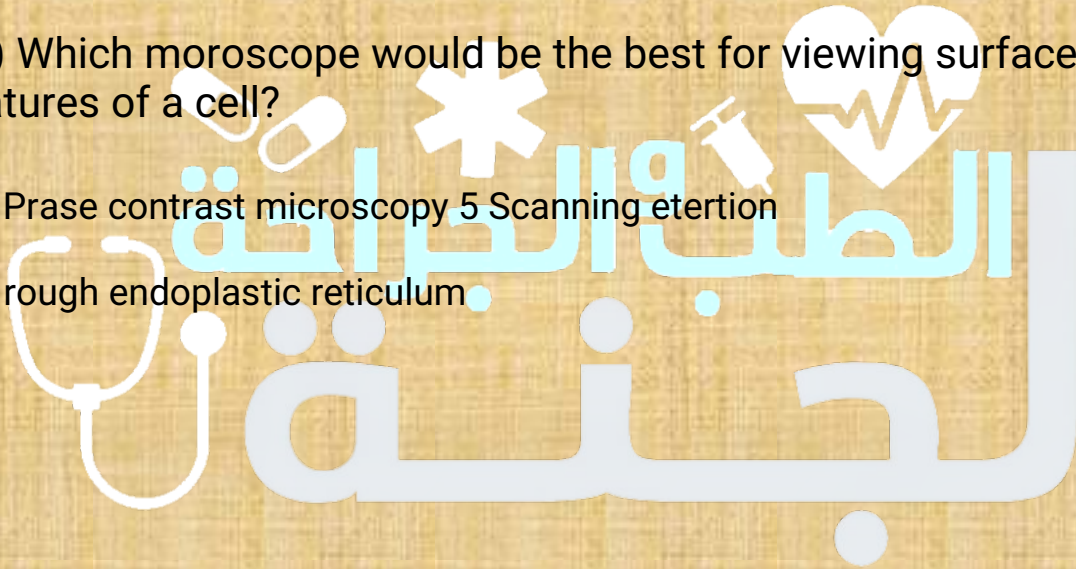 ) Which moroscope would be the best for viewing surface
atures of a cell?
Prase contrast microscopy 5 Scanning etertion
rough endoplastic reticulum
الطب والجراحة
لجنة